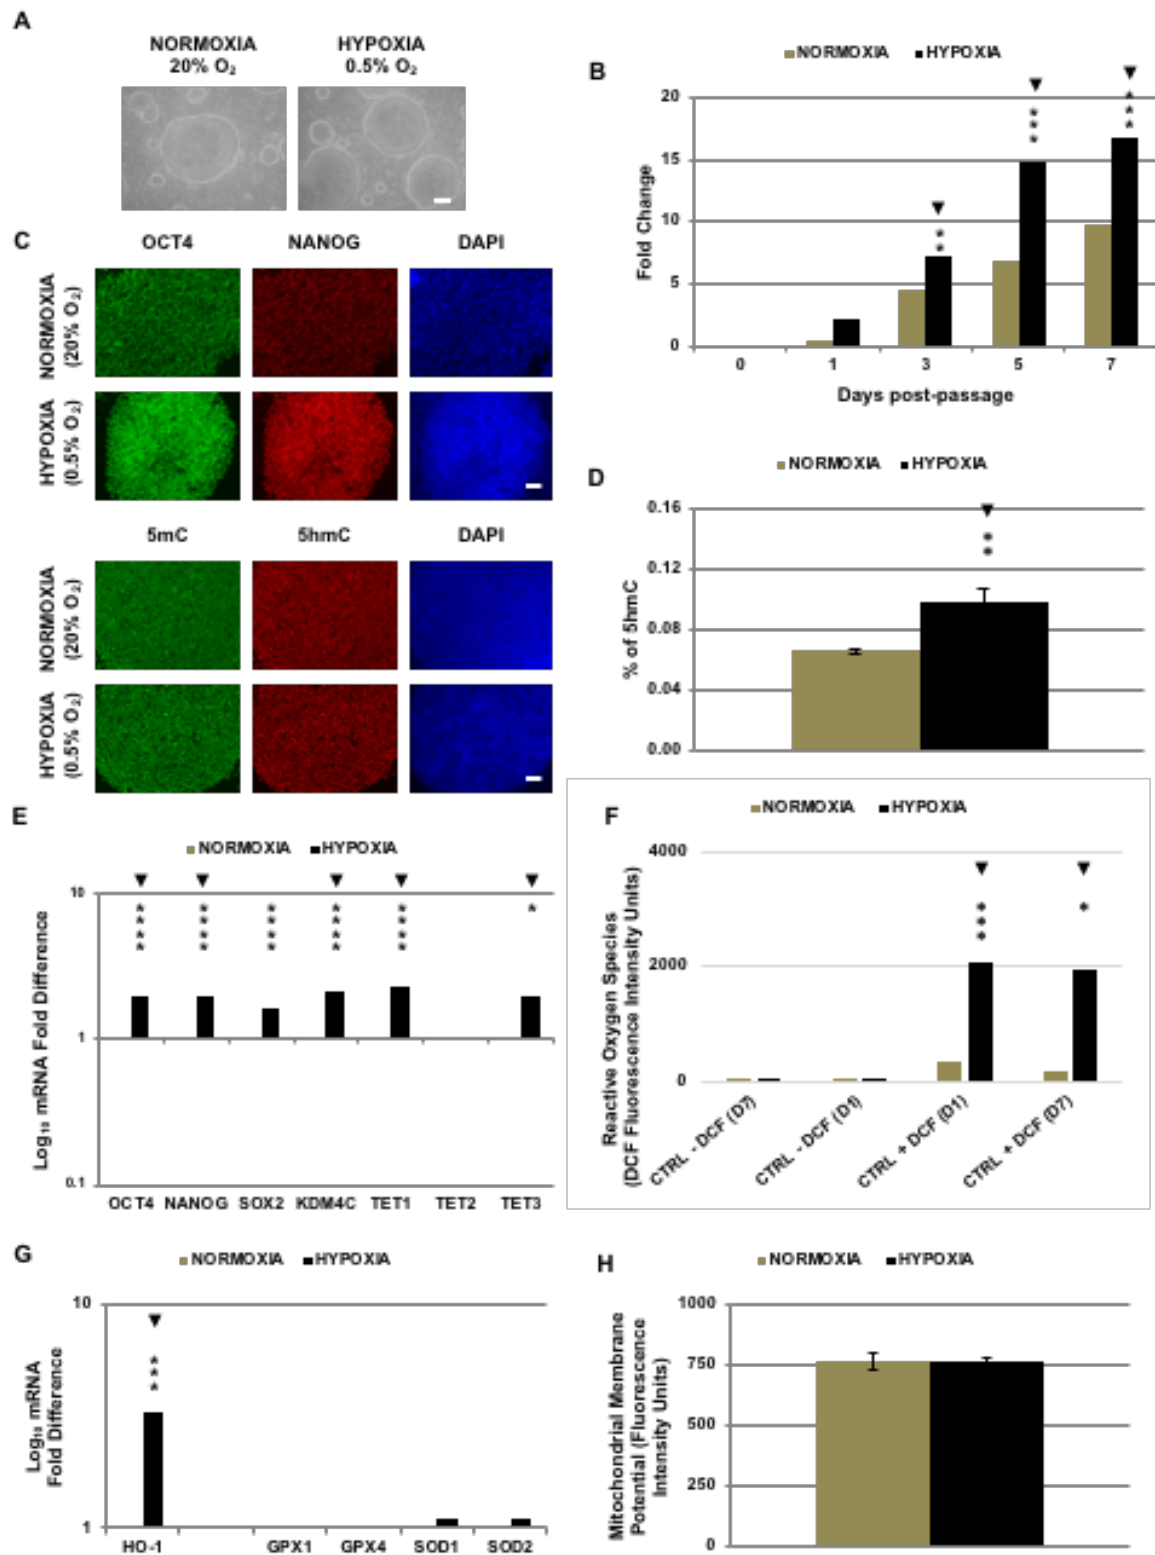 A
NORMOXIA
20% O₂
HYPOXIA
0.5% O₂
B
NORMOXIA HYPOXIA
Fold Change
20
15
10
5
0
0 1 3 5 7
Days post-passage
** *** ***
C
OCT4 NANOG DAPI
NORMOXIA
(20% O₂)
HYPOXIA
(0.5% O₂)
5mC 5hmC DAPI
NORMOXIA
(20% O₂)
HYPOXIA
(0.5% O₂)
D
NORMOXIA HYPOXIA
% of 5hmC
0.16
0.12
0.08
0.04
0.00
**
E
NORMOXIA HYPOXIA
Log₁₀ mRNA Fold Difference
10
1
0.1
**** **** **** **** **** *
OCT4 NANOG SOX2 KDM4C TET1 TET2 TET3
F
NORMOXIA HYPOXIA
Reactive Oxygen Species
(DCF Fluorescence Intensity Units)
4000
2000
0
*** *
CTRL - DCF (D7)
CTRL - DCF (D1)
CTRL + DCF (D1)
CTRL + DCF (D7)
G
NORMOXIA HYPOXIA
Log₁₀ mRNA
Fold Difference
10
1
***
HO-1 GPX1 GPX4 SOD1 SOD2
H
NORMOXIA HYPOXIA
Mitochondrial Membrane
Potential (Fluorescence
Intensity Units)
1000
750
500
250
0